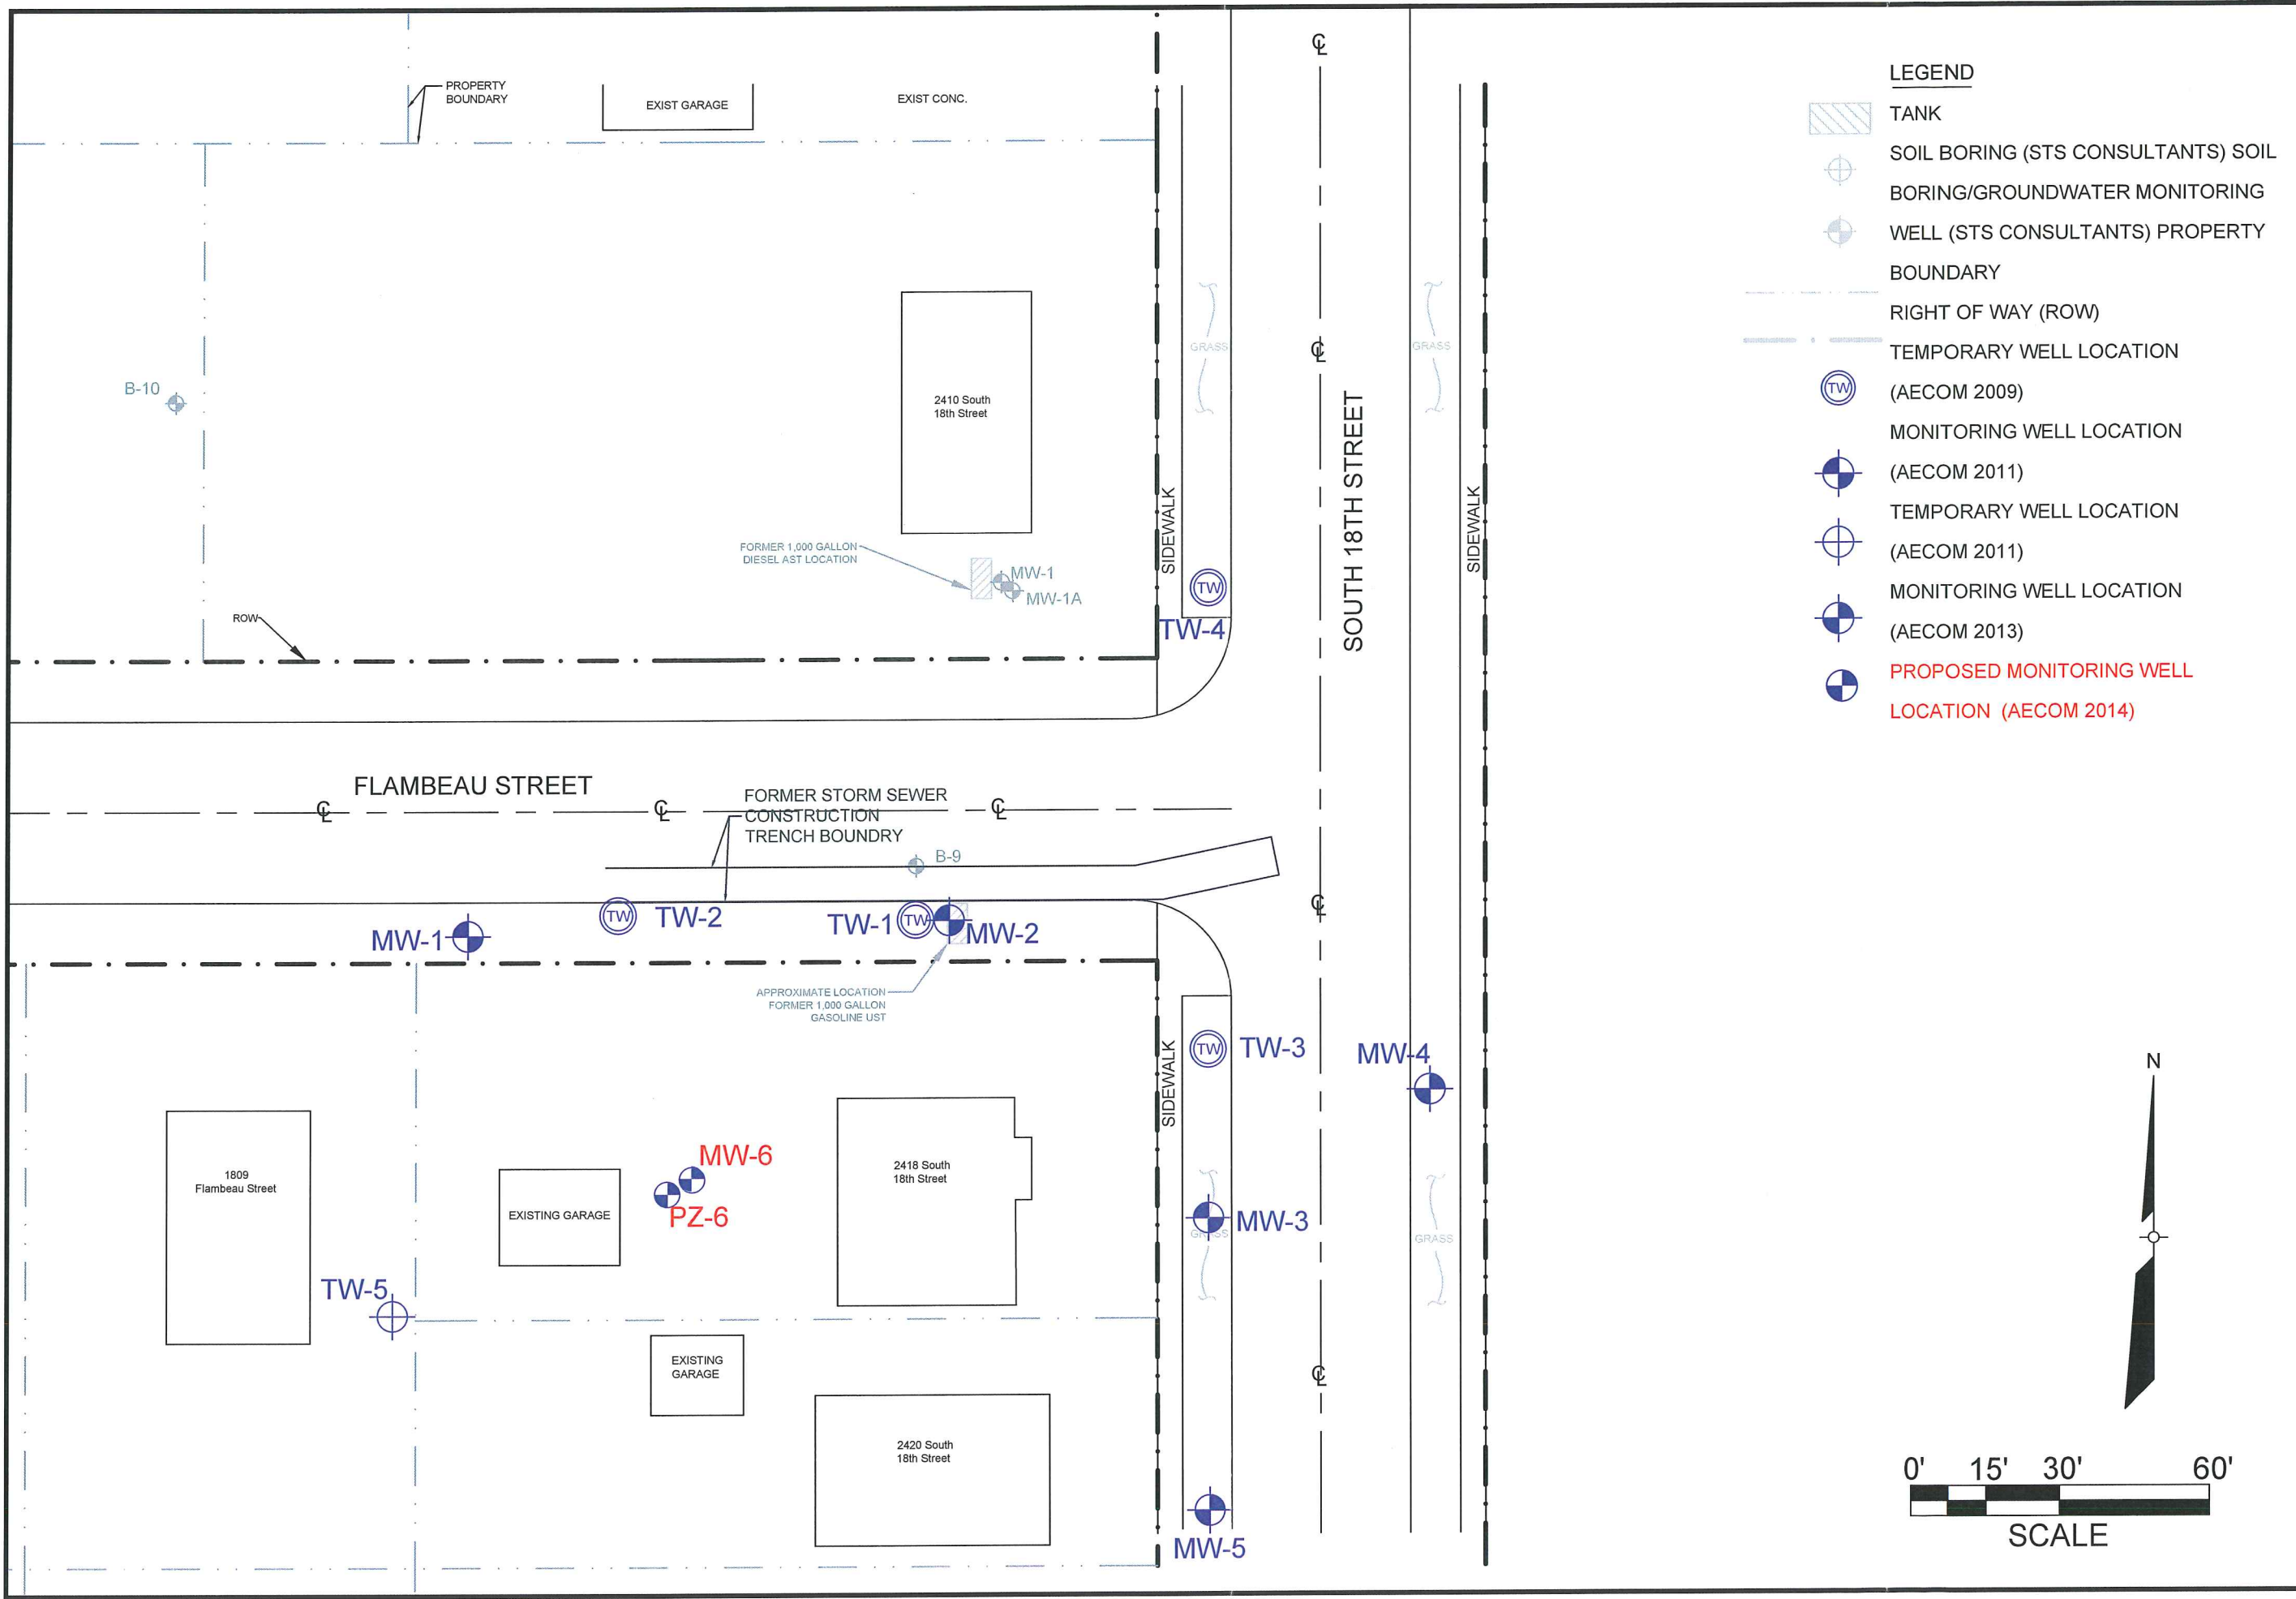 PROPERTY
BOUNDARY
EXIST GARAGE
EXIST CONC.
℄
B-10
2410 South
18th Street
GRASS
GRASS
℄
SOUTH 18TH STREET
SIDEWALK
SIDEWALK
FORMER 1,000 GALLON
DIESEL AST LOCATION
MW-1
MW-1A
TW
TW-4
ROW
FLAMBEAU STREET
℄
℄
℄
FORMER STORM SEWER
CONSTRUCTION
TRENCH BOUNDRY
B-9
℄
MW-1
TW
TW-2
TW-1
TW
MW-2
APPROXIMATE LOCATION
FORMER 1,000 GALLON
GASOLINE UST
SIDEWALK
TW
TW-3
MW-4
1809
Flambeau Street
EXISTING GARAGE
MW-6
PZ-6
2418 South
18th Street
MW-3
GRASS
GRASS
TW-5
EXISTING
GARAGE
℄
2420 South
18th Street
MW-5
LEGEND
TANK
SOIL BORING (STS CONSULTANTS) SOIL
BORING/GROUNDWATER MONITORING
WELL (STS CONSULTANTS) PROPERTY
BOUNDARY
RIGHT OF WAY (ROW)
TEMPORARY WELL LOCATION
TW
(AECOM 2009)
MONITORING WELL LOCATION
(AECOM 2011)
TEMPORARY WELL LOCATION
(AECOM 2011)
MONITORING WELL LOCATION
(AECOM 2013)
PROPOSED MONITORING WELL
LOCATION (AECOM 2014)
N
0' 15' 30' 60'
SCALE